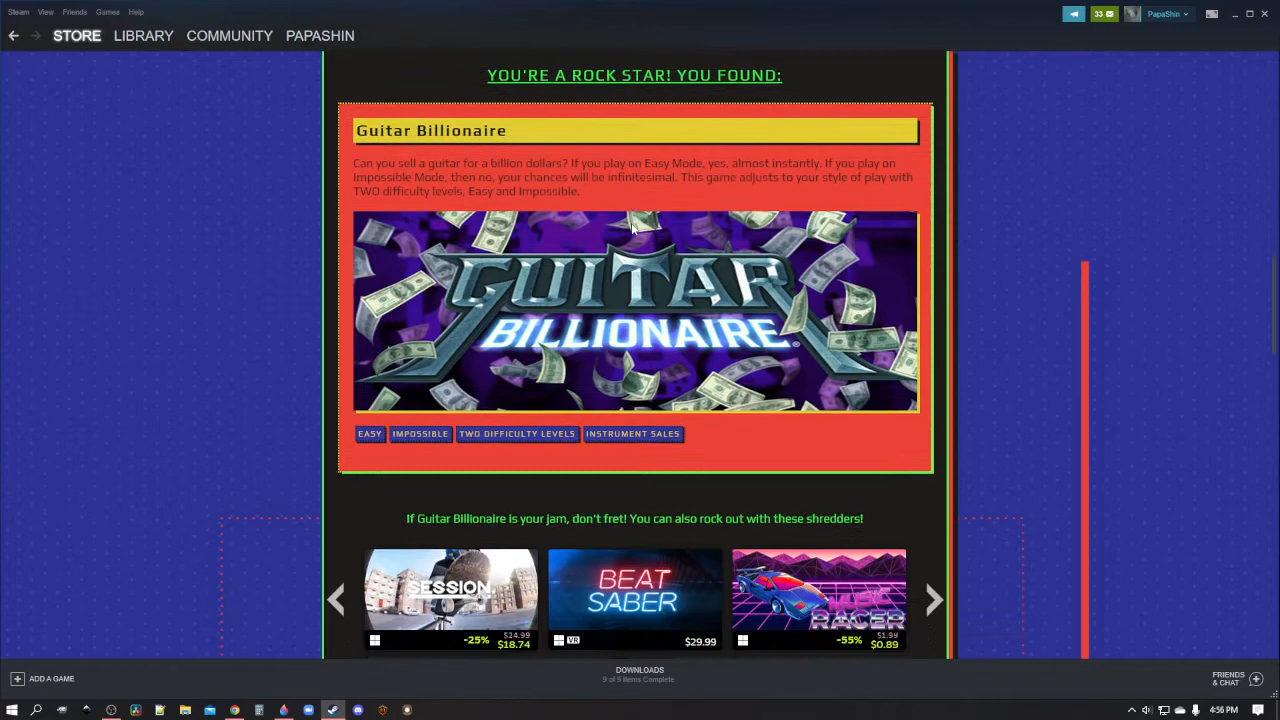 Steam View Friends Games Help
33 PapaShin
STORE LIBRARY COMMUNITY PAPASHIN
YOU'RE A ROCK STAR! YOU FOUND:
Guitar Billionaire
Can you sell a guitar for a billion dollars? If you play on Easy Mode, yes, almost instantly. If you play on
Impossible Mode, then no, your chances will be infinitesimal. This game adjusts to your style of play with
TWO difficulty levels, Easy and Impossible.
GUITAR
BILLIONAIRE®
EASY IMPOSSIBLE TWO DIFFICULTY LEVELS INSTRUMENT SALES
If Guitar Billionaire is your jam, don't fret! You can also rock out with these shredders!
SESSION
BEAT
SABER
MUSIC
RACER
-25% $24.99
$18.74
VR $29.99
-55% $1.99
$0.89
DOWNLOADS
9 of 9 Items Complete
ADD A GAME
FRIENDS
& CHAT
4:56 PM